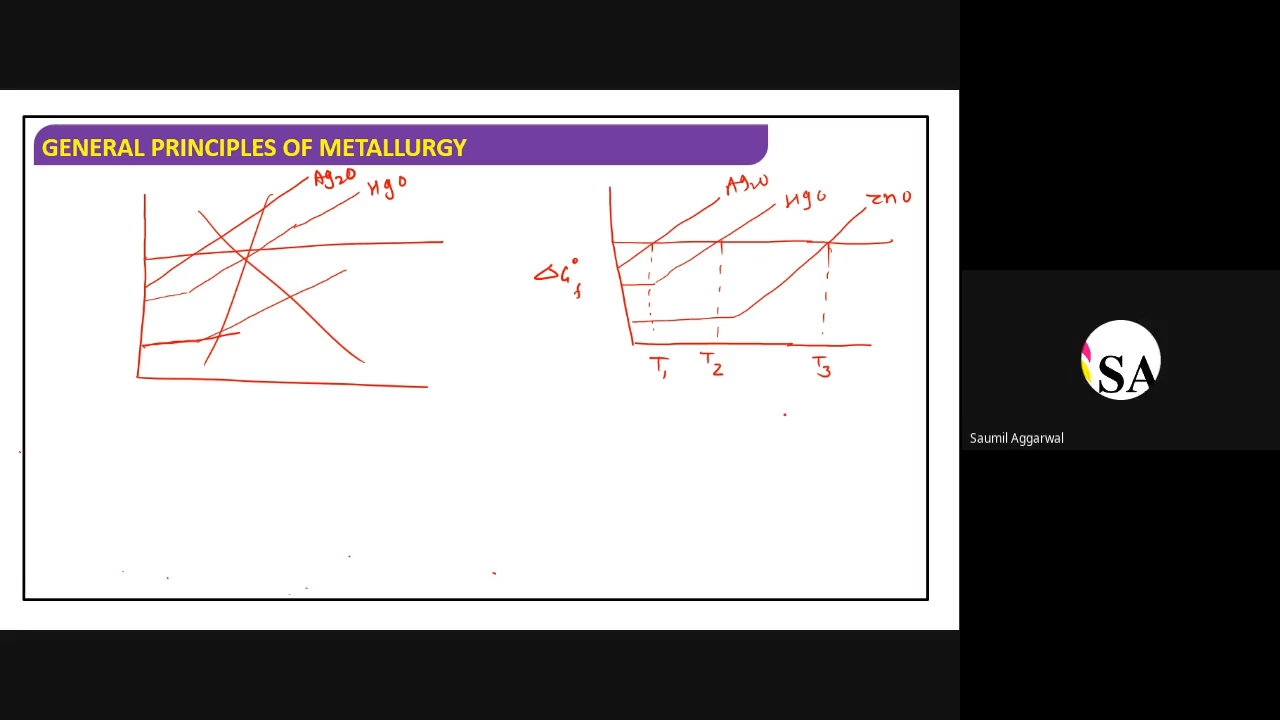 GENERAL PRINCIPLES OF METALLURGY
Ag2O
HgO
Ag2O
HgO
ZnO
ΔG°f
T1
T2
T3
SA
Saumil Aggarwal